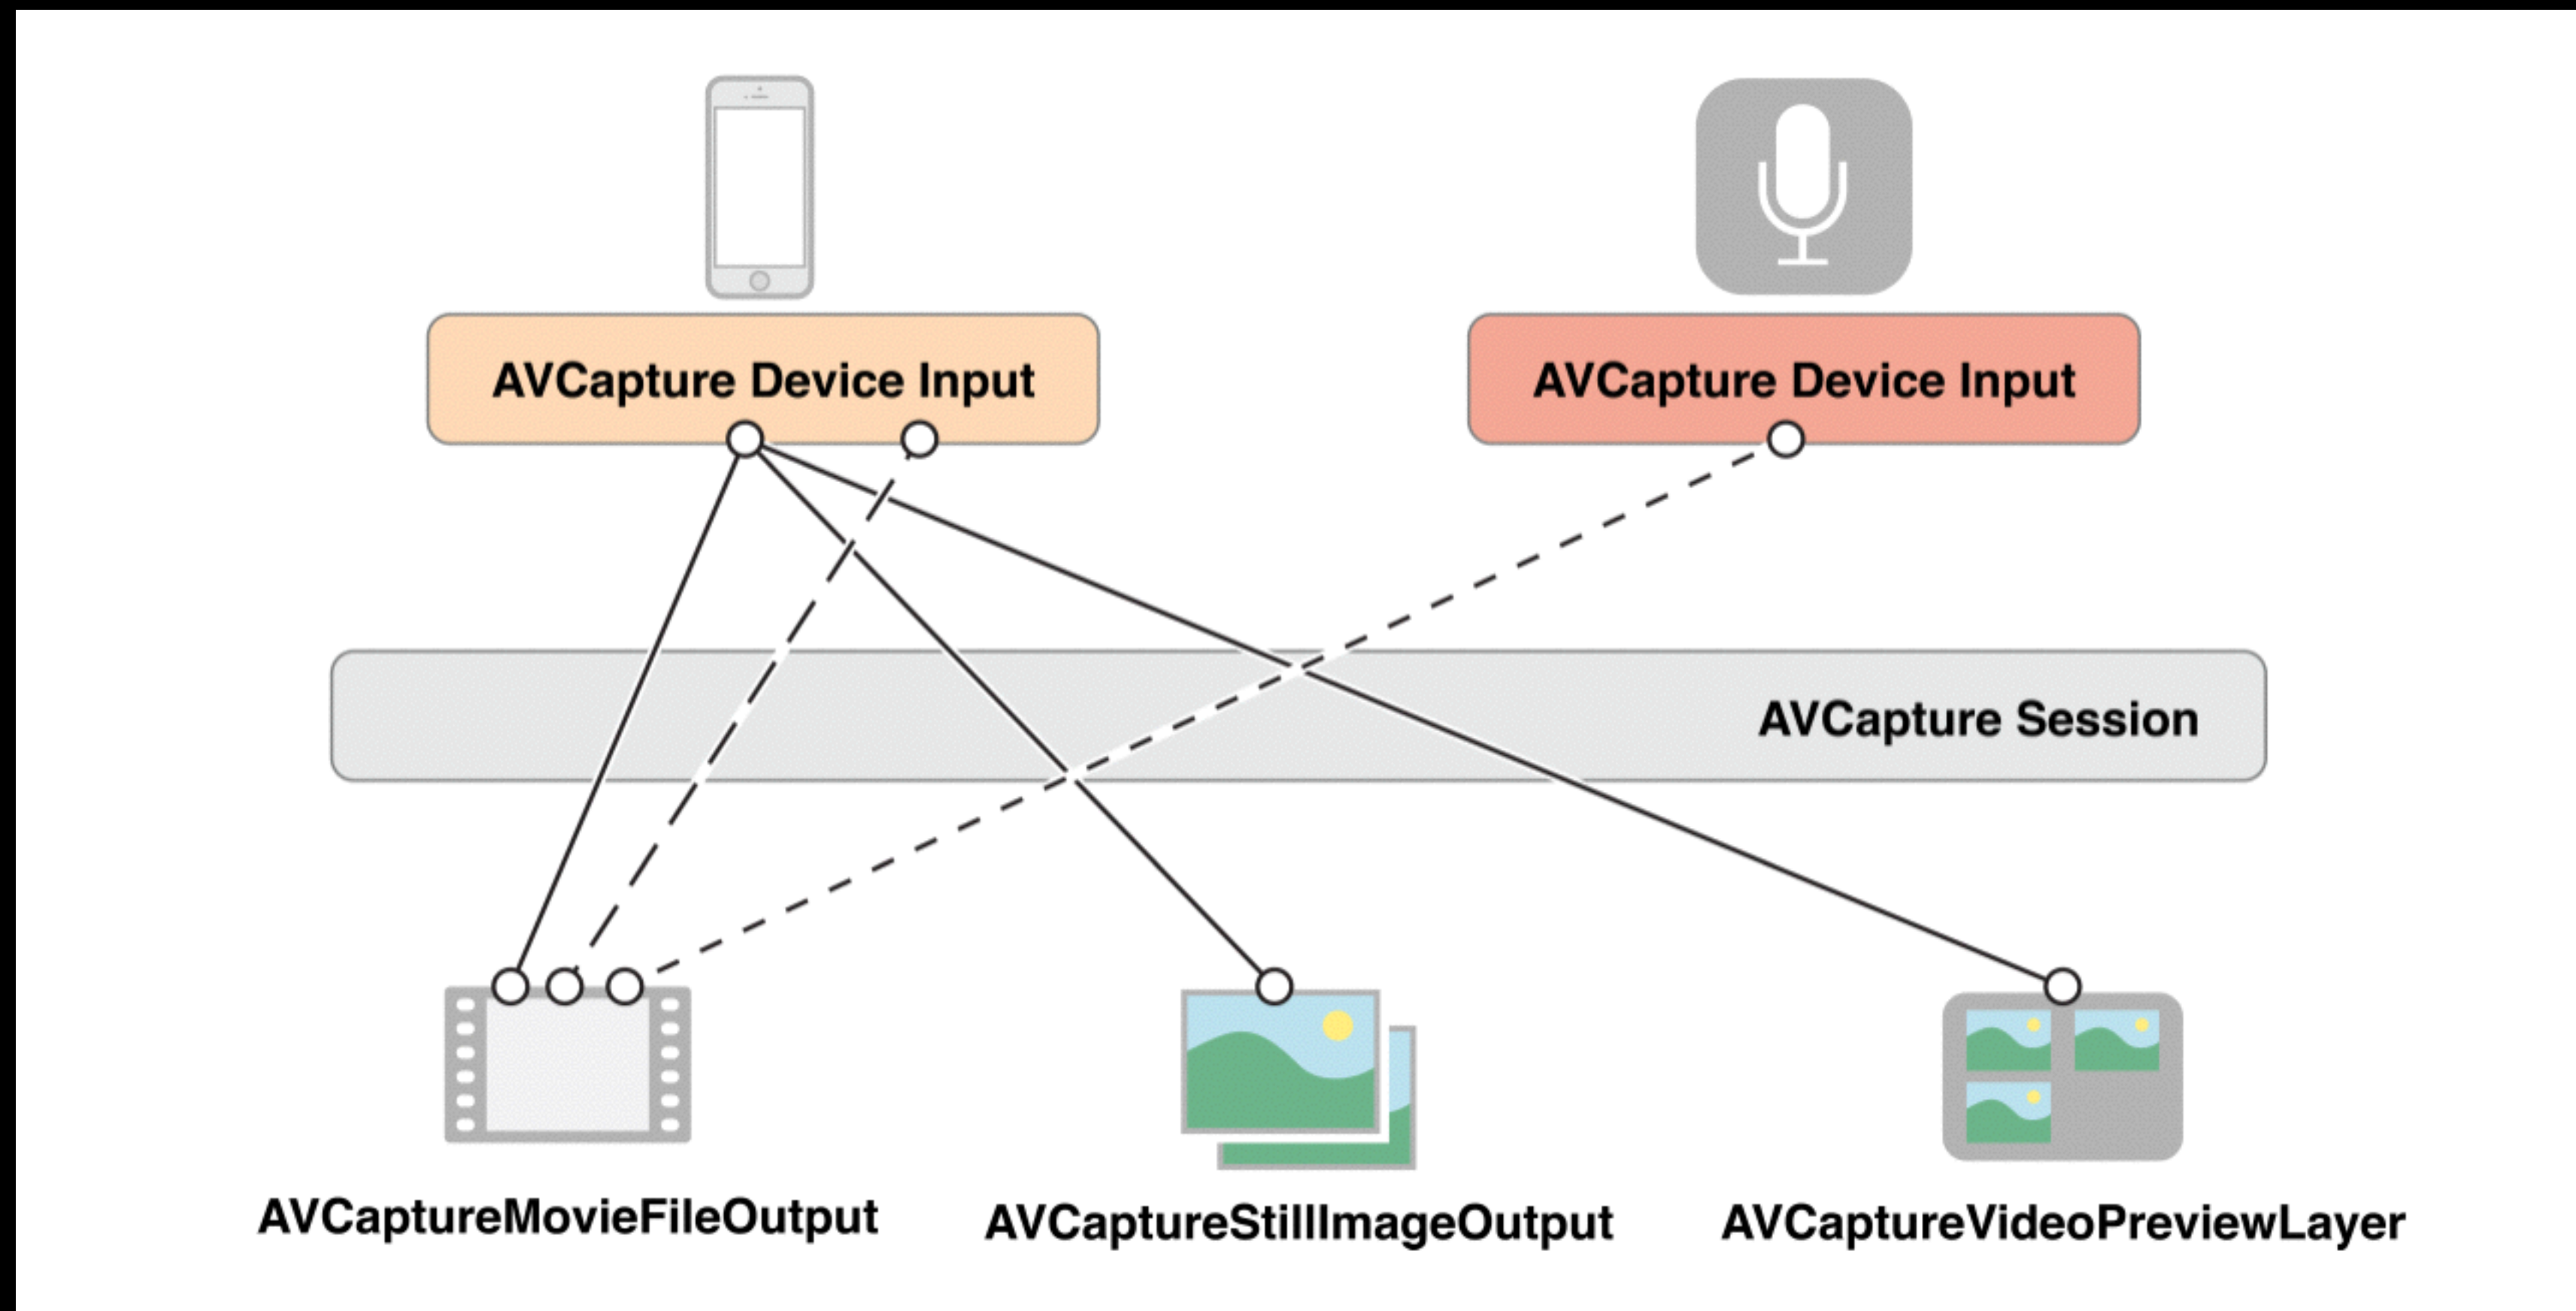 AVCapture Device Input
AVCapture Device Input
AVCapture Session
AVCaptureMovieFileOutput
AVCaptureStillImageOutput
AVCaptureVideoPreviewLayer